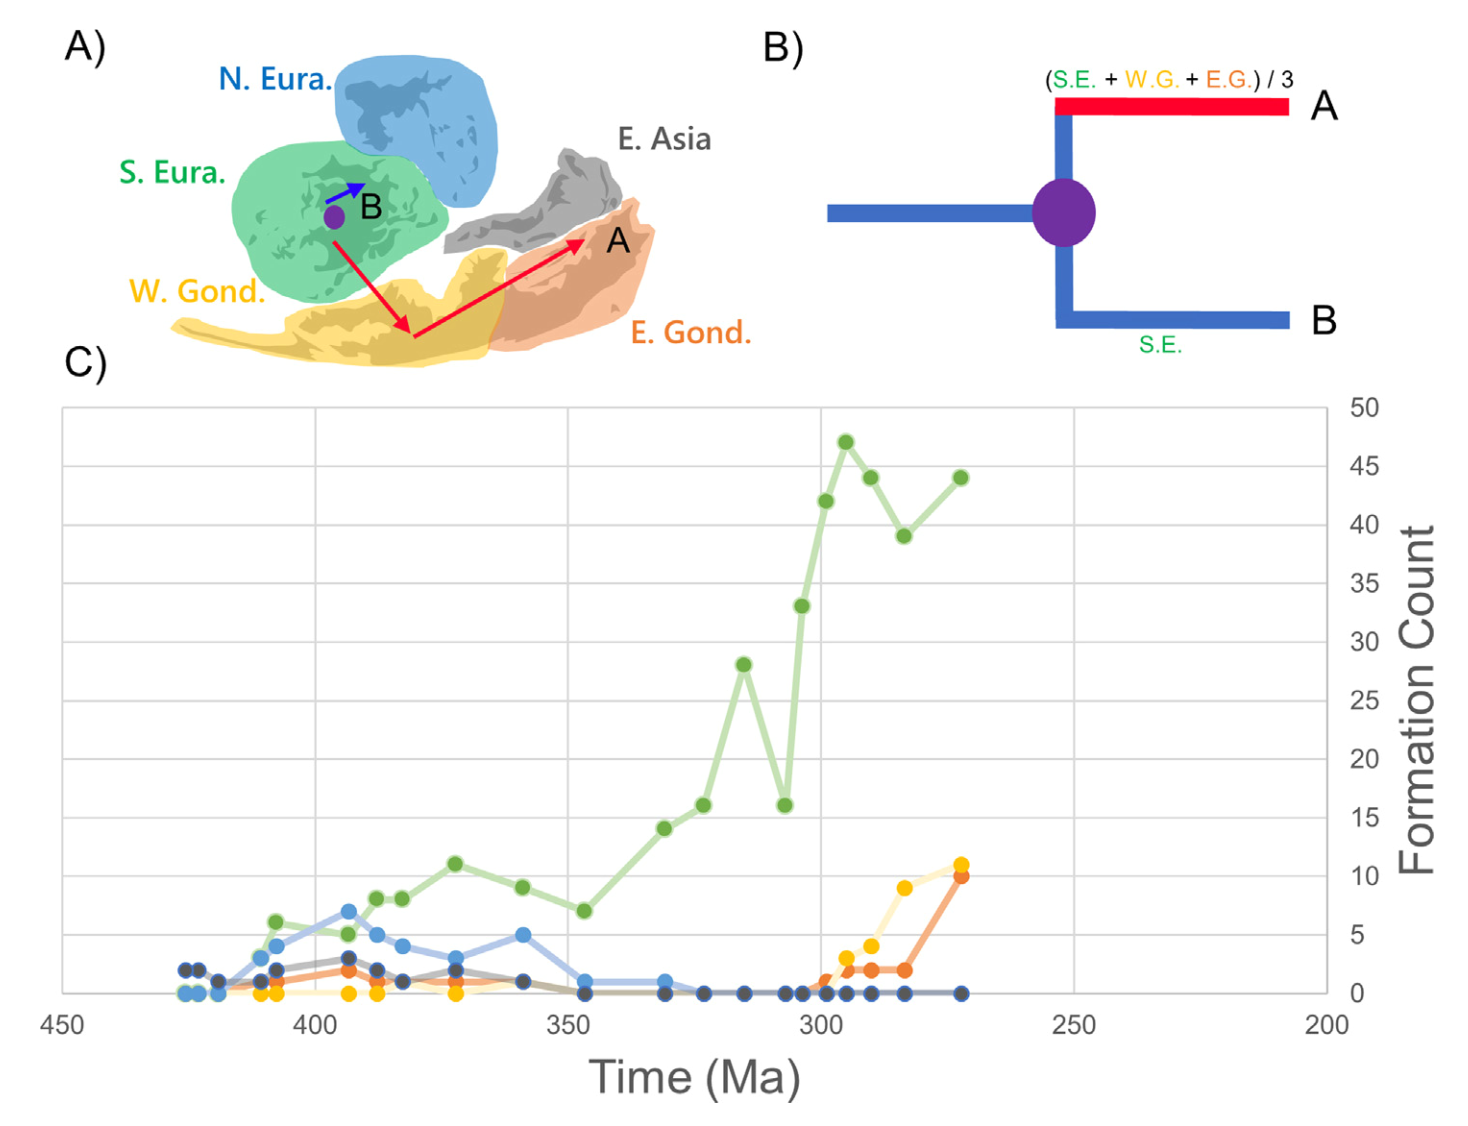 A)
N. Eura.
E. Asia
S. Eura.
B
A
W. Gond.
E. Gond.
B)
(S.E. + W.G. + E.G.) / 3
A
B
S.E.
C)
50
45
40
35
30
25
20
15
10
5
0
Formation Count
450 400 350 300 250 200
Time (Ma)